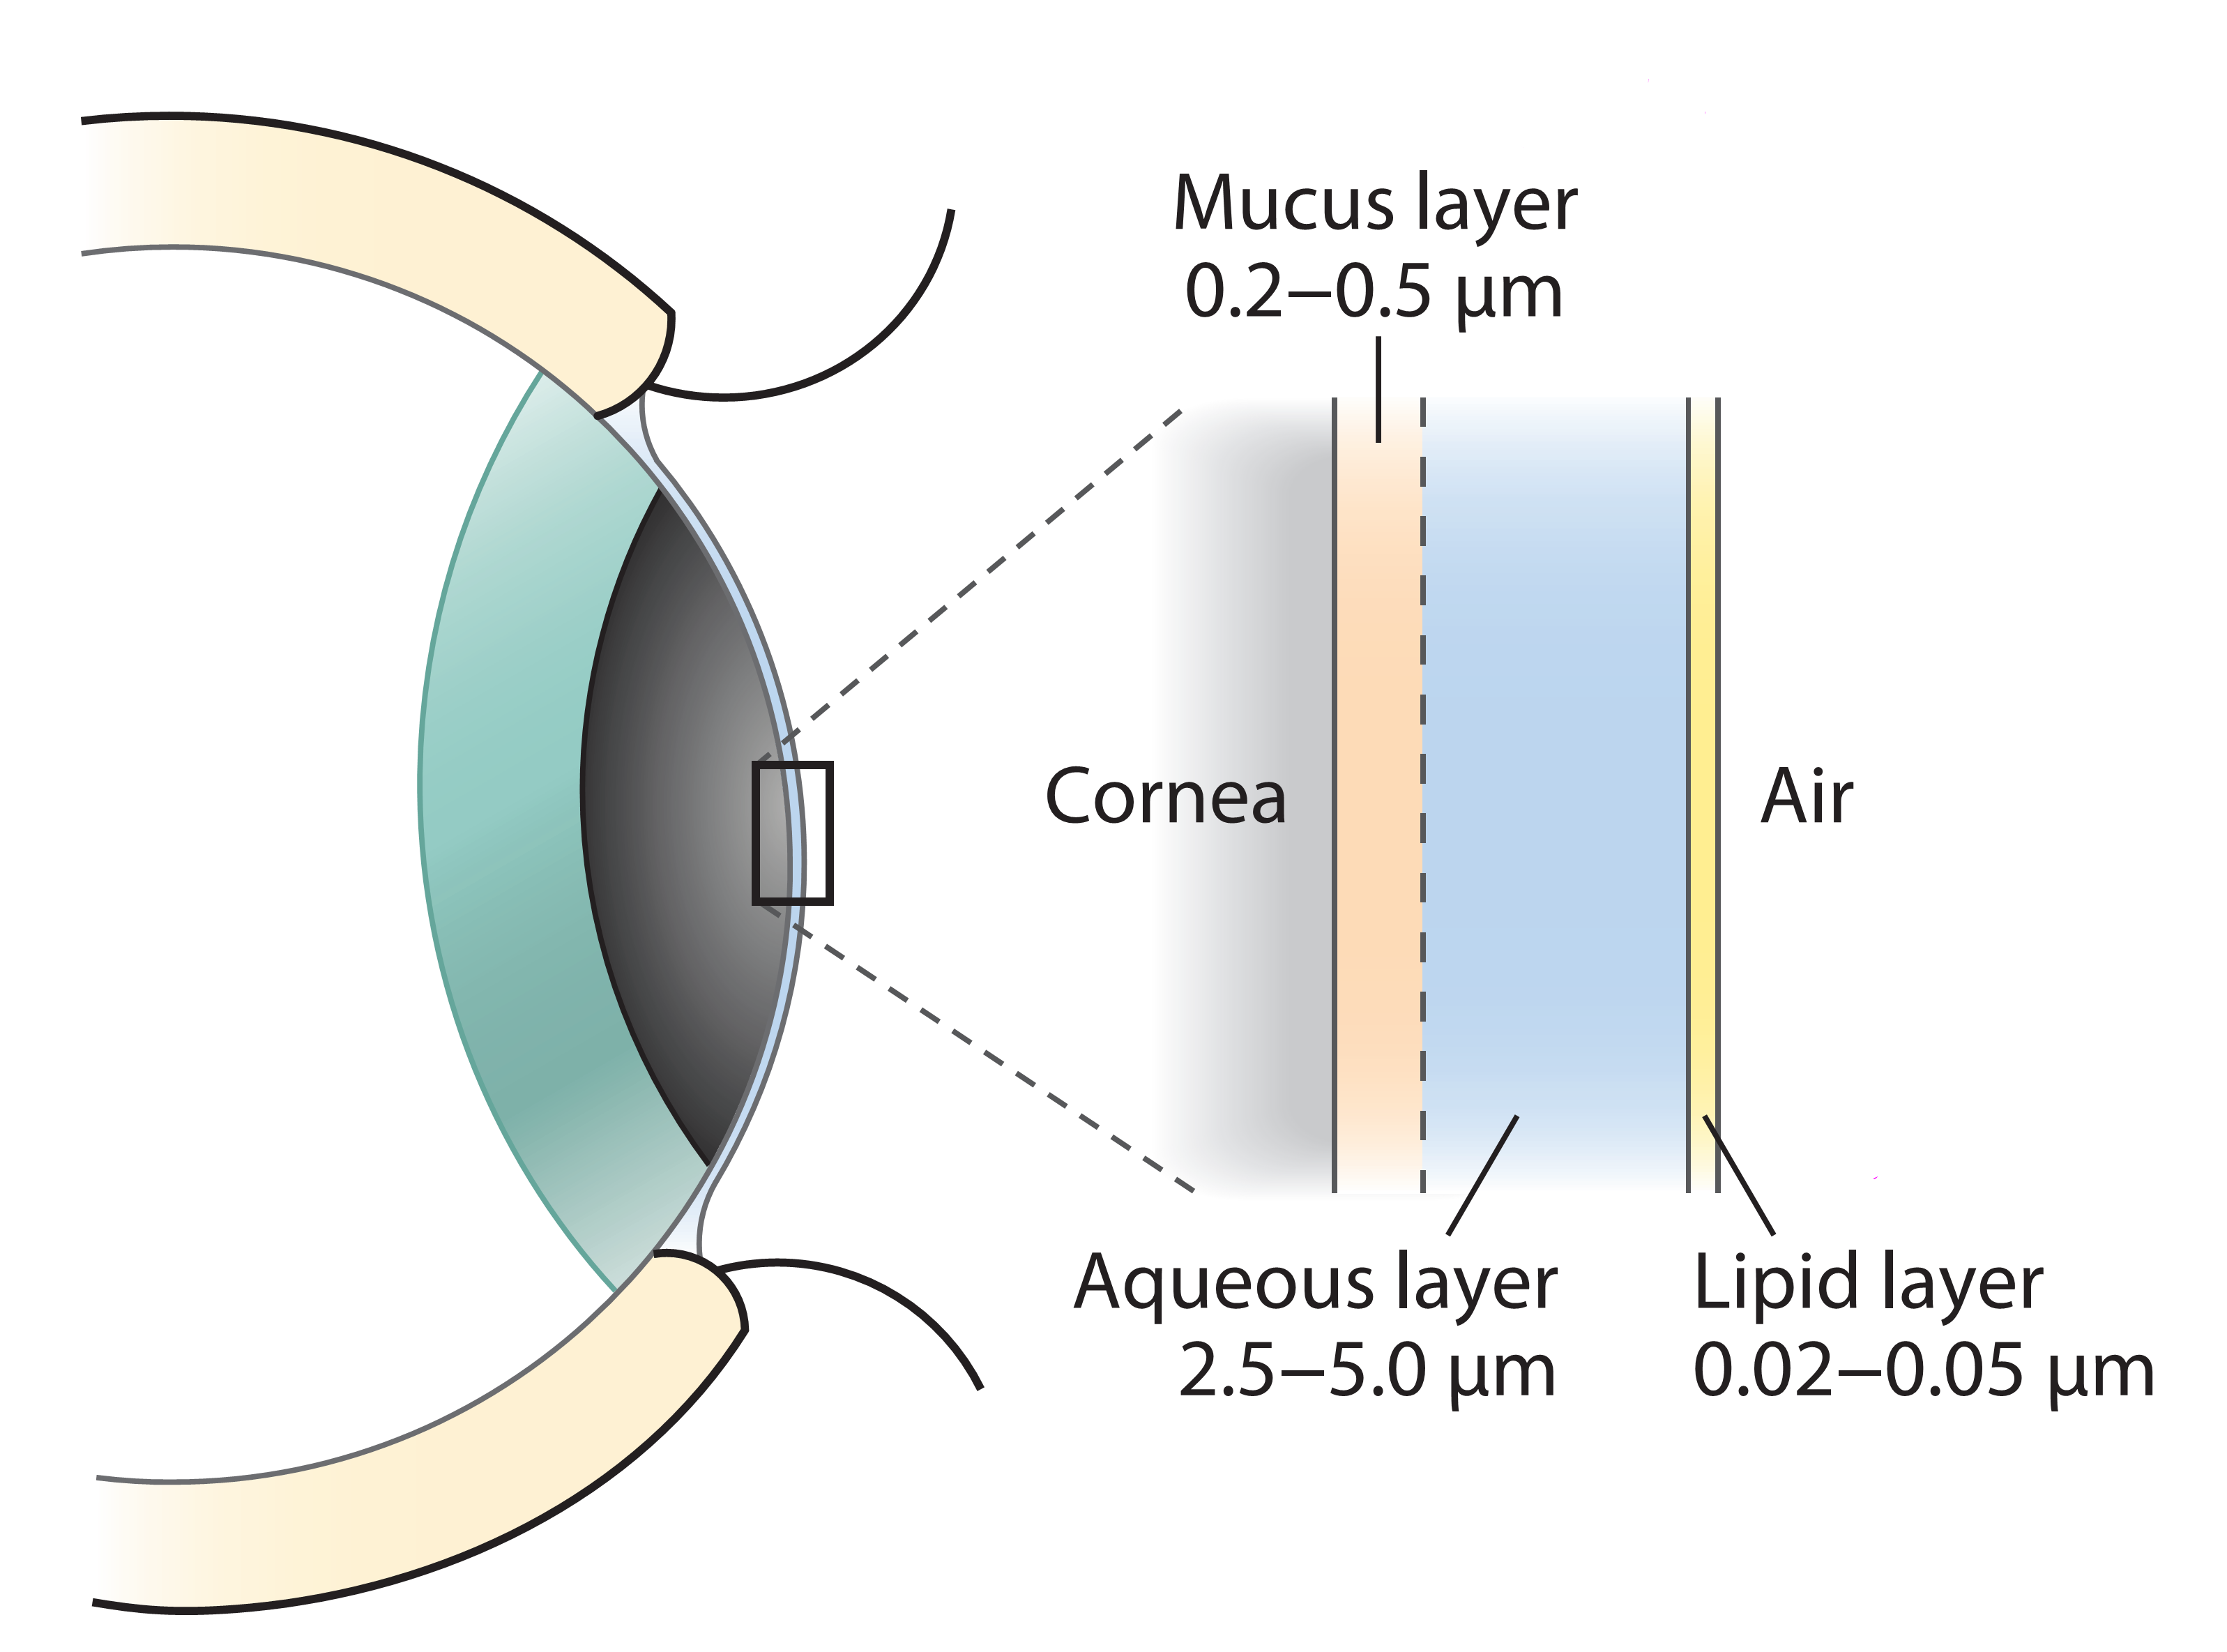 Mucus layer
0.2–0.5 µm
Cornea
Air
Aqueous layer
2.5–5.0 µm
Lipid layer
0.02–0.05 µm